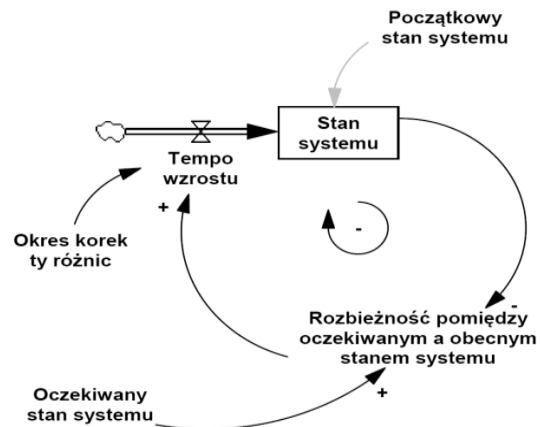 Początkowy
stan systemu
Stan
systemu
Tempo
wzrostu
+
-
Okres korek
ty różnic
-
Rozbieżność pomiędzy
oczekiwanym a obecnym
stanem systemu
+
Oczekiwany
stan systemu